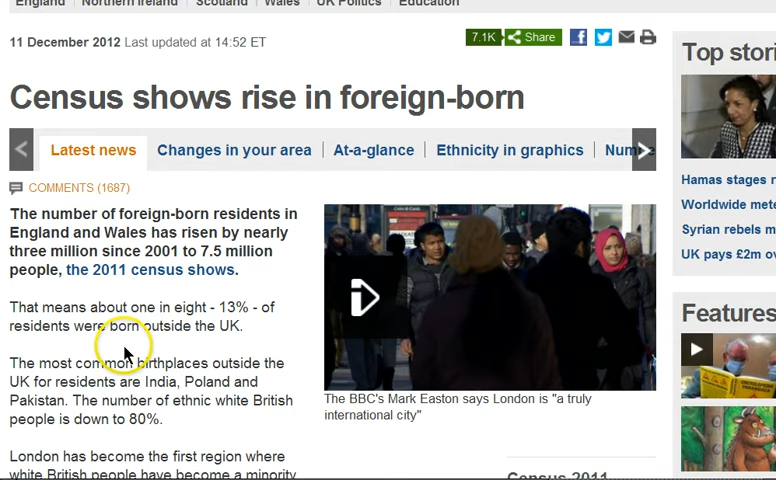 England Northern Ireland Scotland Wales UK Politics Education
11 December 2012 Last updated at 14:52 ET
7.1K Share
Top stori
Census shows rise in foreign-born
Latest news Changes in your area At-a-glance Ethnicity in graphics Numbe
COMMENTS (1687)
The number of foreign-born residents in
England and Wales has risen by nearly
three million since 2001 to 7.5 million
people, the 2011 census shows.
That means about one in eight - 13% - of
residents were born outside the UK.
The most common birthplaces outside the
UK for residents are India, Poland and
Pakistan. The number of ethnic white British
people is down to 80%.
London has become the first region where
white British people have become a minority
The BBC's Mark Easton says London is "a truly
international city"
Census 2011
Hamas stages r
Worldwide mete
Syrian rebels m
UK pays £2m ov
Features